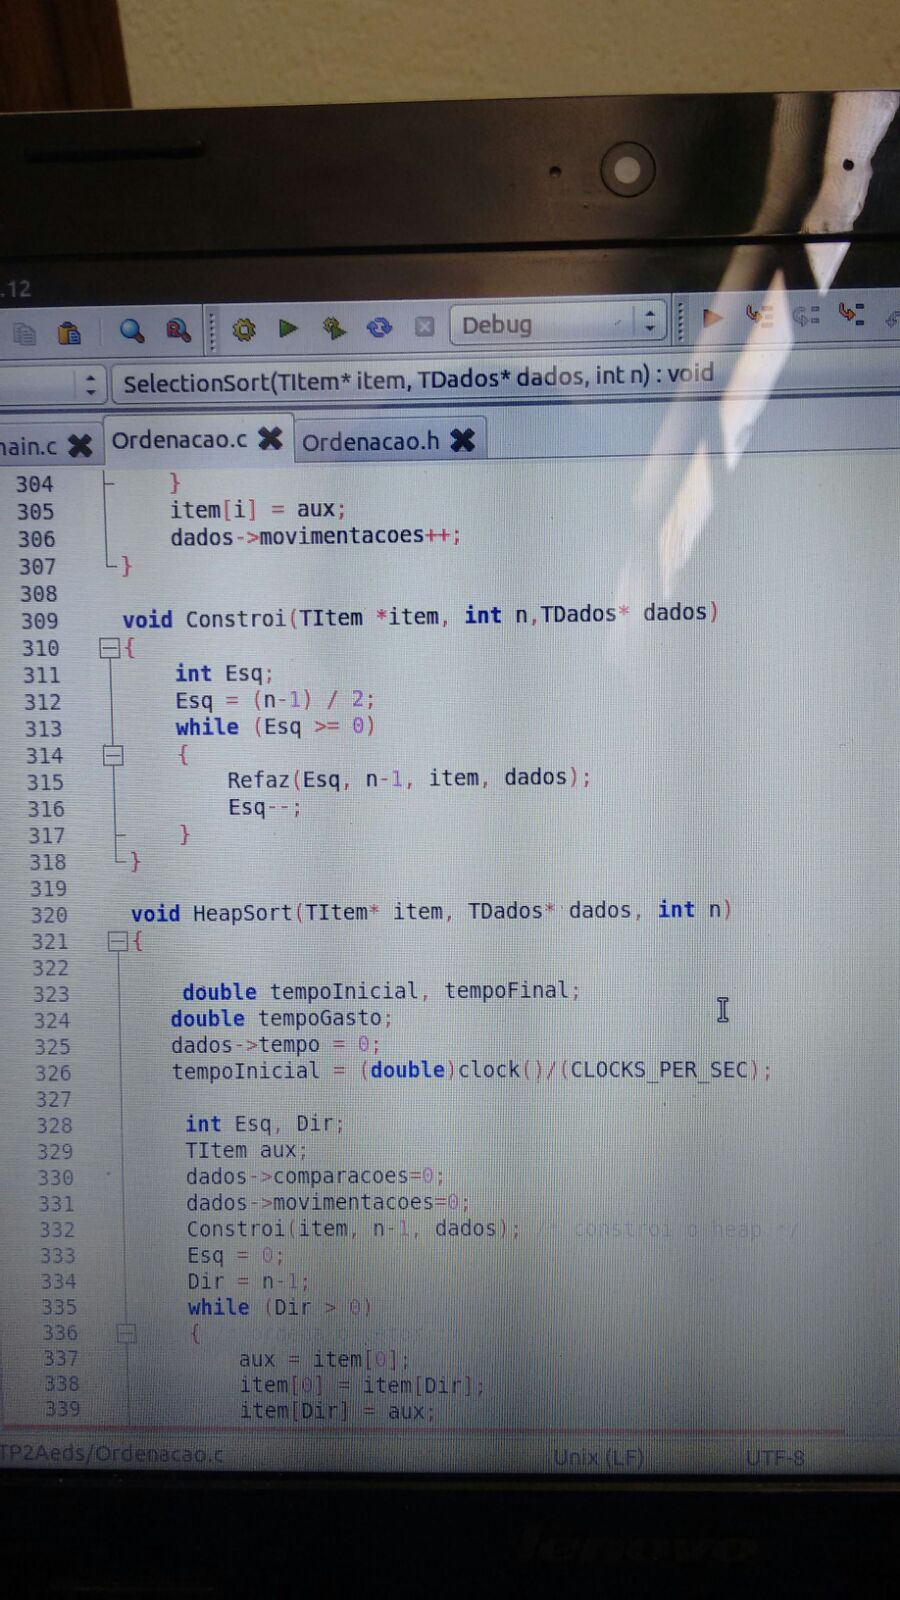 .12
Debug
SelectionSort(TItem* item, TDados* dados, int n) : void
main.c Ordenacao.c Ordenacao.h
304 }
305 item[i] = aux;
306 dados->movimentacoes++;
307 }
308
309 void Constroi(TItem *item, int n,TDados* dados)
310 {
311 int Esq;
312 Esq = (n-1) / 2;
313 while (Esq >= 0)
314 {
315 Refaz(Esq, n-1, item, dados);
316 Esq--;
317 }
318 }
319
320 void HeapSort(TItem* item, TDados* dados, int n)
321 {
322
323 double tempoInicial, tempoFinal;
324 double tempoGasto;
325 dados->tempo = 0;
326 tempoInicial = (double)clock()/(CLOCKS_PER_SEC);
327
328 int Esq, Dir;
329 TItem aux;
330 dados->comparacoes=0;
331 dados->movimentacoes=0;
332 Constroi(item, n-1, dados); /* constroi o heap */
333 Esq = 0;
334 Dir = n-1;
335 while (Dir > 0)
336 {
337 aux = item[0];
338 item[0] = item[Dir];
339 item[Dir] = aux;
TP2Aeds/Ordenacao.c Unix (LF) UTF-8
lenovo